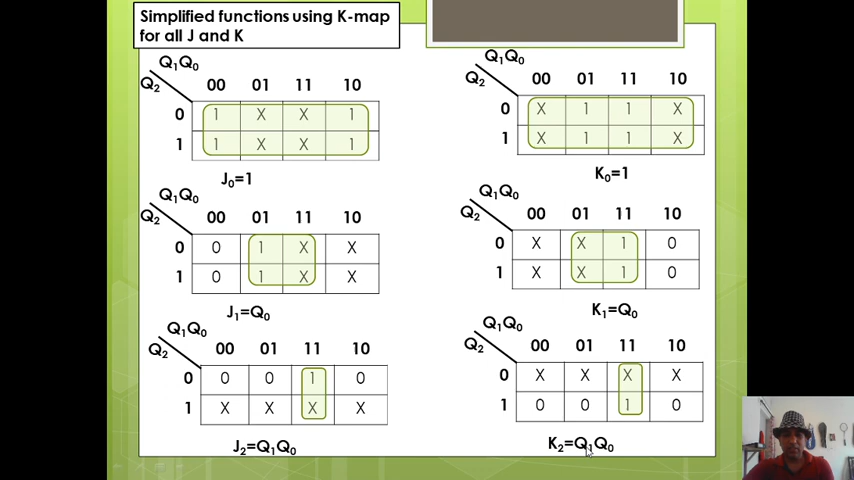 Simplified functions using K-map
for all J and K
Q1Q0
Q2 00 01 11 10
0 1 X X 1
1 1 X X 1
J0=1
Q1Q0
Q2 00 01 11 10
0 X 1 1 X
1 X 1 1 X
K0=1
Q1Q0
Q2 00 01 11 10
0 0 1 X X
1 0 1 X X
J1=Q0
Q1Q0
Q2 00 01 11 10
0 X X 1 0
1 X X 1 0
K1=Q0
Q1Q0
Q2 00 01 11 10
0 0 0 1 0
1 X X X X
J2=Q1Q0
Q1Q0
Q2 00 01 11 10
0 X X X X
1 0 0 1 0
K2=Q1Q0